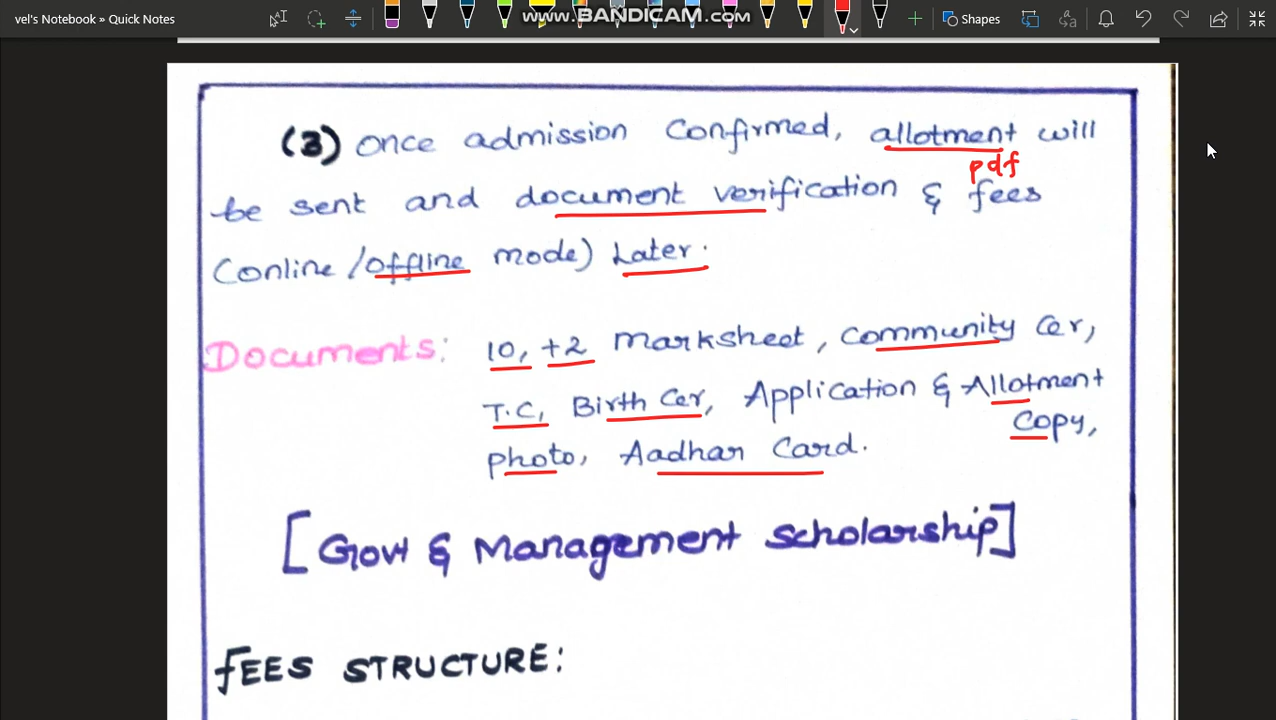 vel's Notebook » Quick Notes
www.BANDICAM.com
Shapes
(3) once admission Confirmed, allotment will
pdf
be sent and document verification & fees
(online / offline mode) Later.
Documents: 10, +2 Marksheet, Community Cer,
T.C, Birth Cer, Application & Allotment
Copy,
photo, Aadhar Card.
[Govt & Management Scholarship]
FEES STRUCTURE: